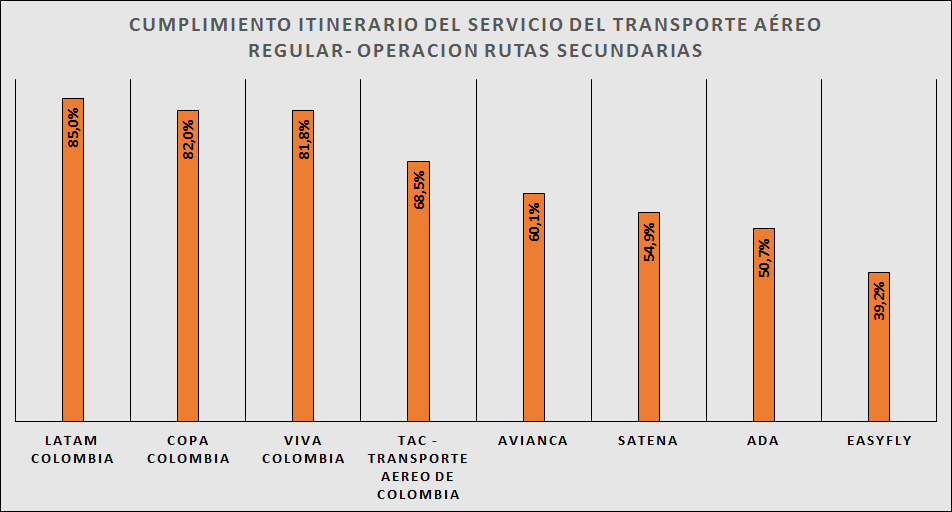 CUMPLIMIENTO ITINERARIO DEL SERVICIO DEL TRANSPORTE AÉREO
REGULAR- OPERACION RUTAS SECUNDARIAS
85,0%
82,0%
81,8%
68,5%
60,1%
54,9%
50,7%
39,2%
LATAM
COLOMBIA
COPA
COLOMBIA
VIVA
COLOMBIA
TAC -
TRANSPORTE
AEREO DE
COLOMBIA
AVIANCA
SATENA
ADA
EASYFLY